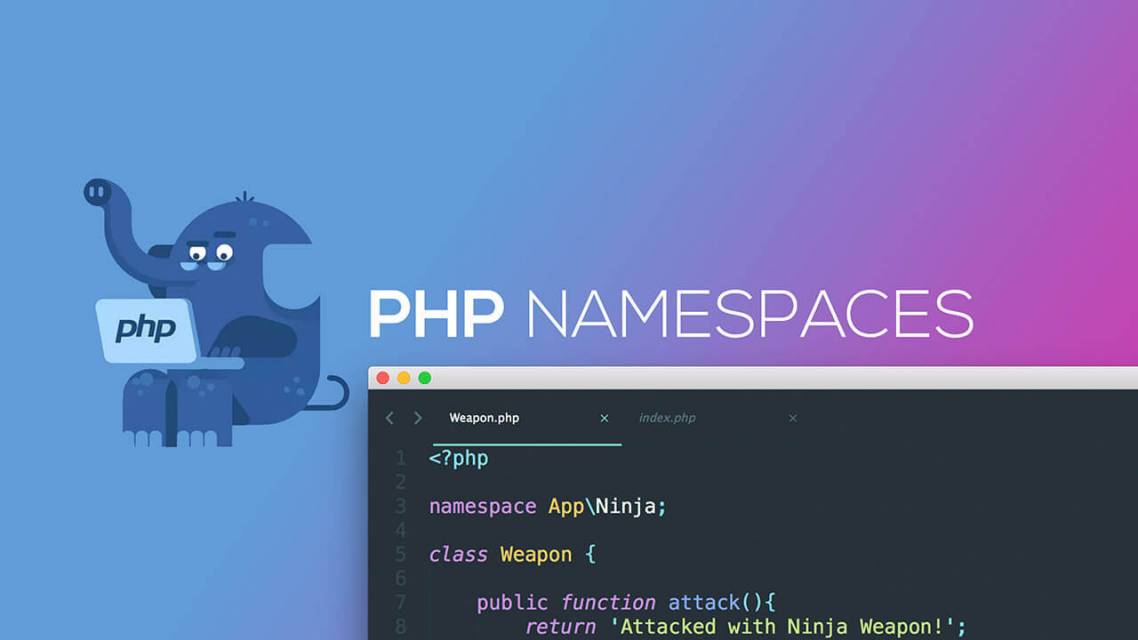 php
PHP NAMESPACES
Weapon.php × index.php ×
1 <?php
2
3 namespace App\Ninja;
4
5 class Weapon {
6
7 public function attack(){
8 return 'Attacked with Ninja Weapon!';